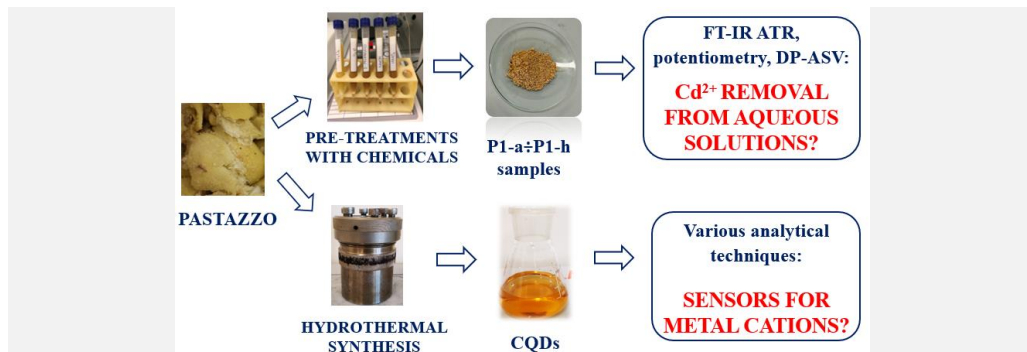 PASTAZZO
PRE-TREATMENTS
WITH CHEMICALS
P1-a÷P1-h
samples
FT-IR ATR,
potentiometry, DP-ASV:
Cd²⁺ REMOVAL
FROM AQUEOUS
SOLUTIONS?
HYDROTHERMAL
SYNTHESIS
CQDs
Various analytical
techniques:
SENSORS FOR
METAL CATIONS?